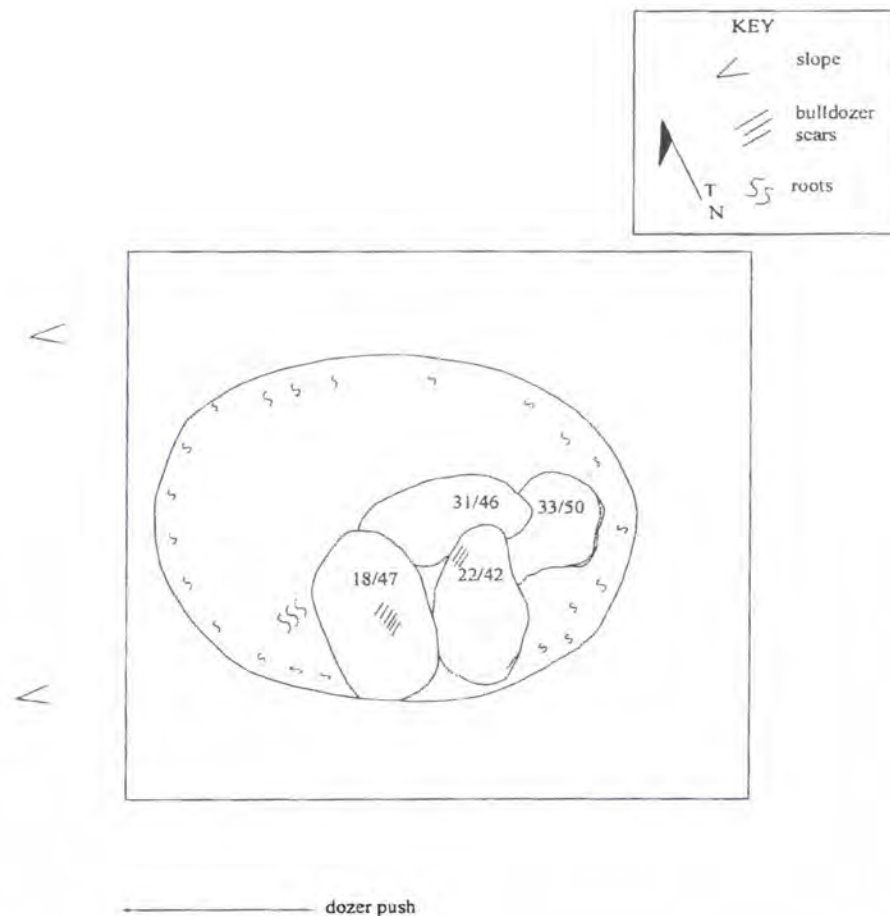 KEY
slope
bulldozer
scars
T
N
roots
31/46
33/50
18/47
22/42
dozer push